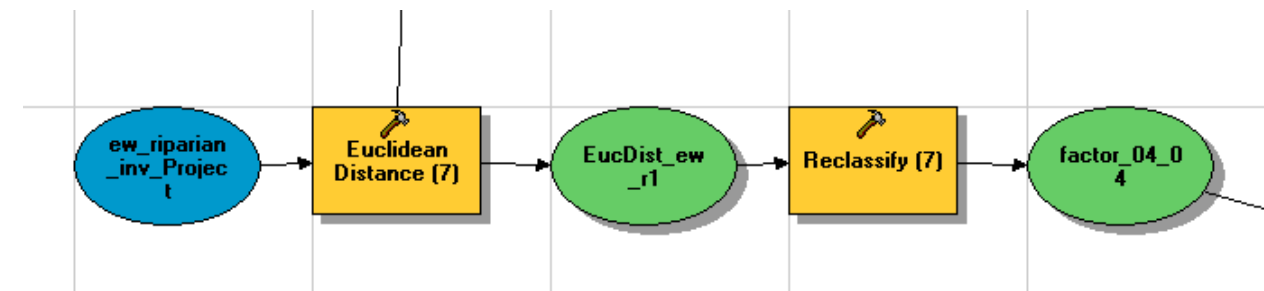 ew_riparian
_inv_Projec
t
Euclidean
Distance (7)
EucDist_ew
_r1
Reclassify (7)
factor_04_0
4